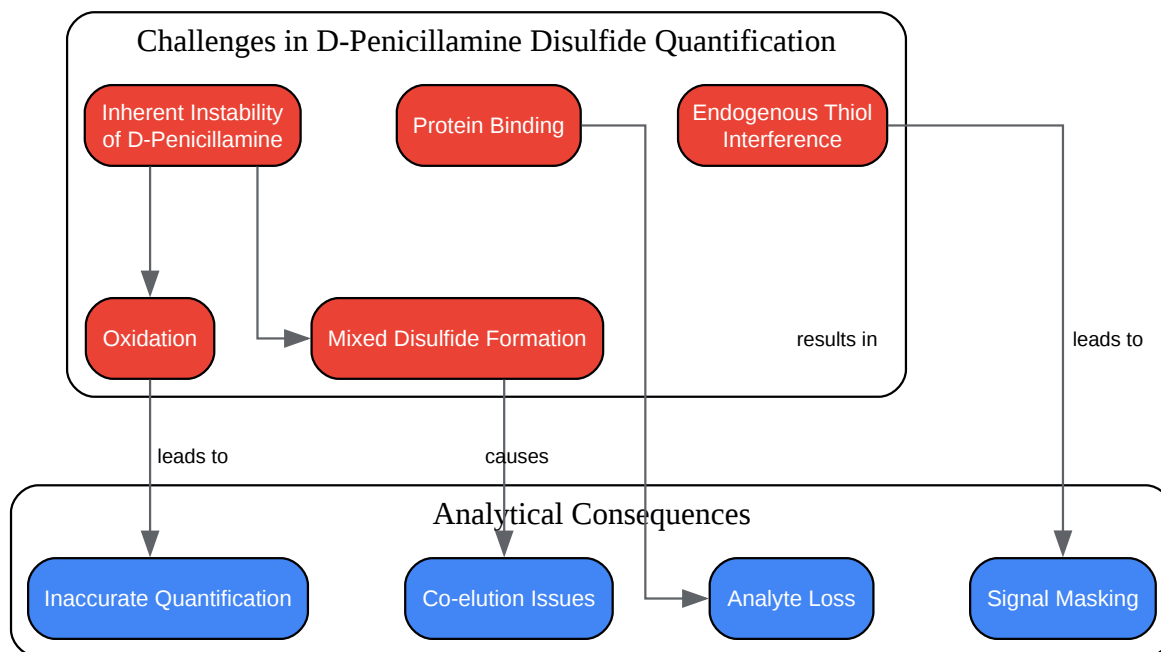 Challenges in D-Penicillamine Disulfide Quantification
Inherent Instability
of D-Penicillamine
Protein Binding
Endogenous Thiol
Interference
Oxidation
Mixed Disulfide Formation
results in
leads to
leads to
causes
Analytical Consequences
Inaccurate Quantification
Co-elution Issues
Analyte Loss
Signal Masking